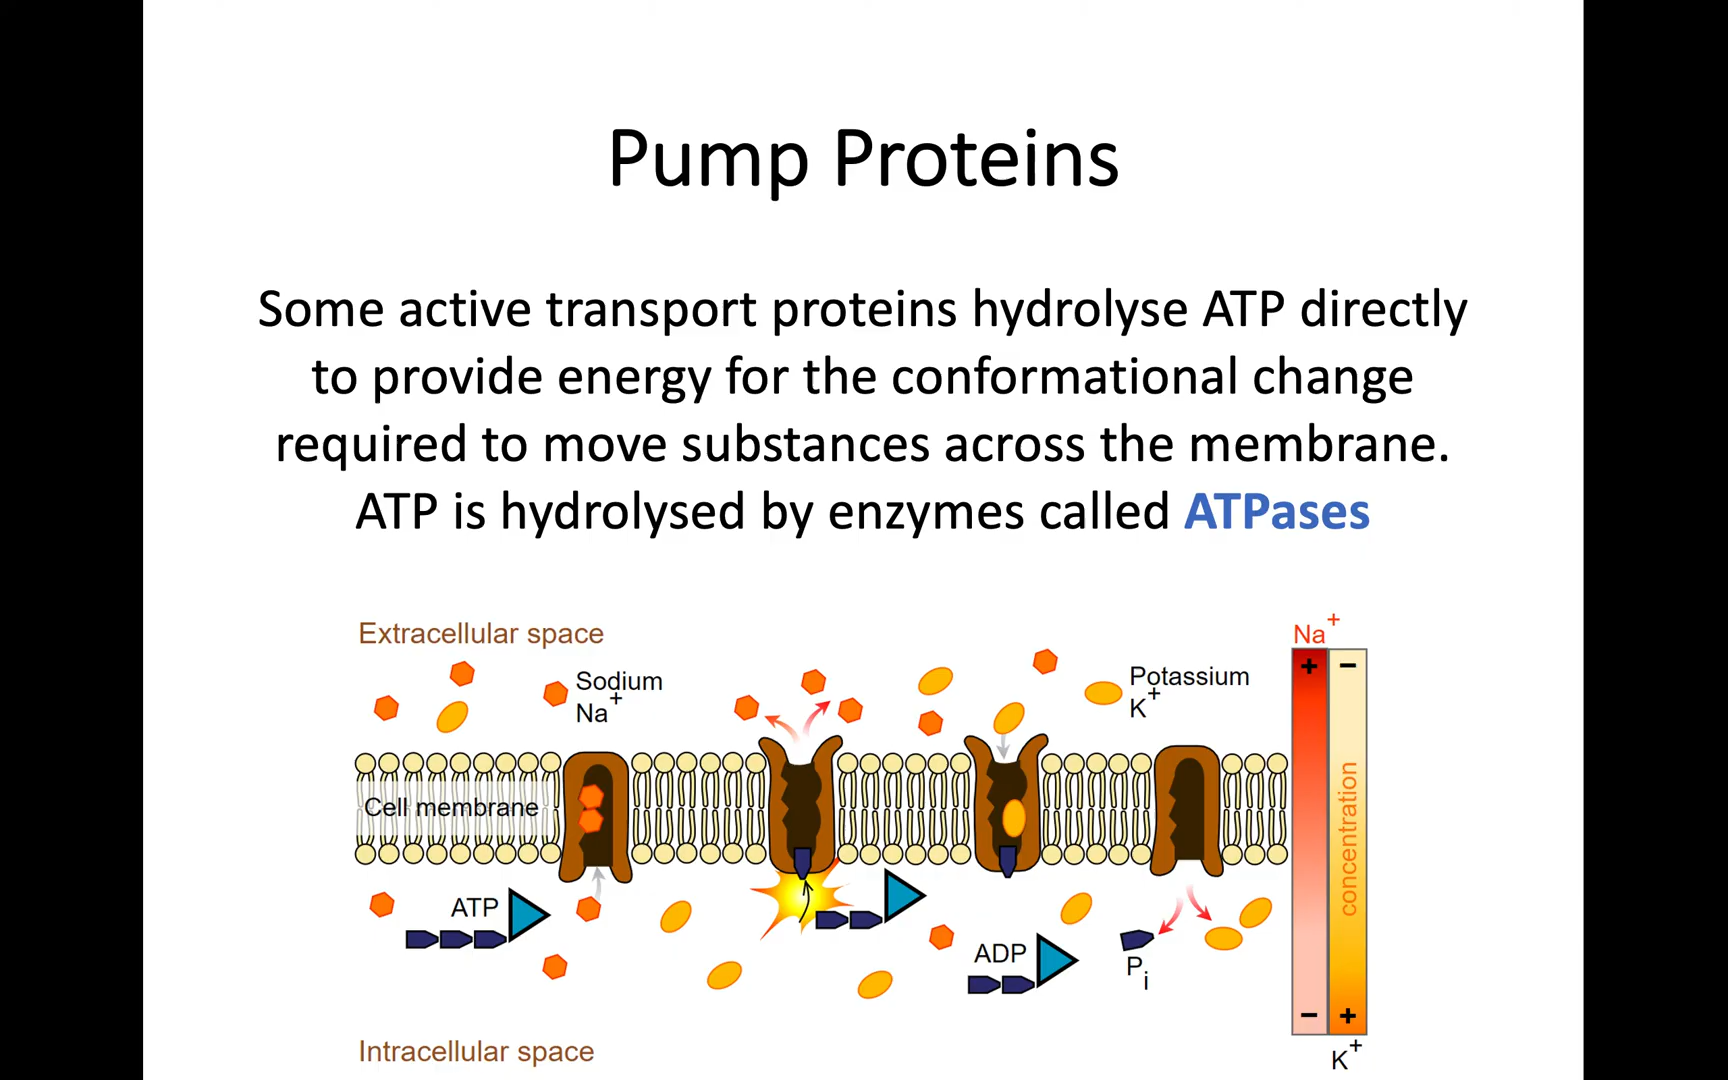 Pump Proteins
Some active transport proteins hydrolyse ATP directly
to provide energy for the conformational change
required to move substances across the membrane.
ATP is hydrolysed by enzymes called ATPases
Extracellular space
Sodium
Na+
Potassium
K+
Na+
+ −
Cell membrane
concentration
ATP
ADP
Pi
− +
Intracellular space
K+